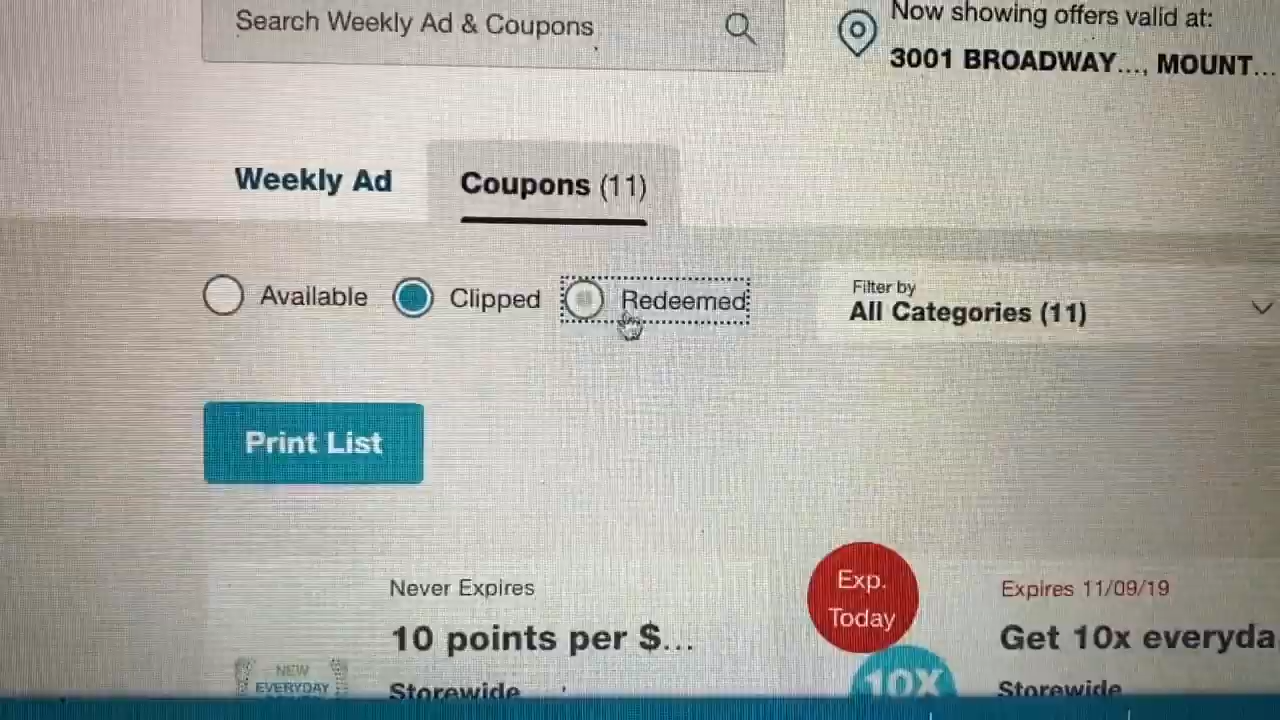 Search Weekly Ad & Coupons
Now showing offers valid at:
3001 BROADWAY..., MOUNT...
Weekly Ad
Coupons (11)
Available
Clipped
Redeemed
Filter by
All Categories (11)
Print List
Never Expires
10 points per $...
Storewide
NEW
EVERYDAY
Exp.
Today
10X
Expires 11/09/19
Get 10x everyda
Storewide